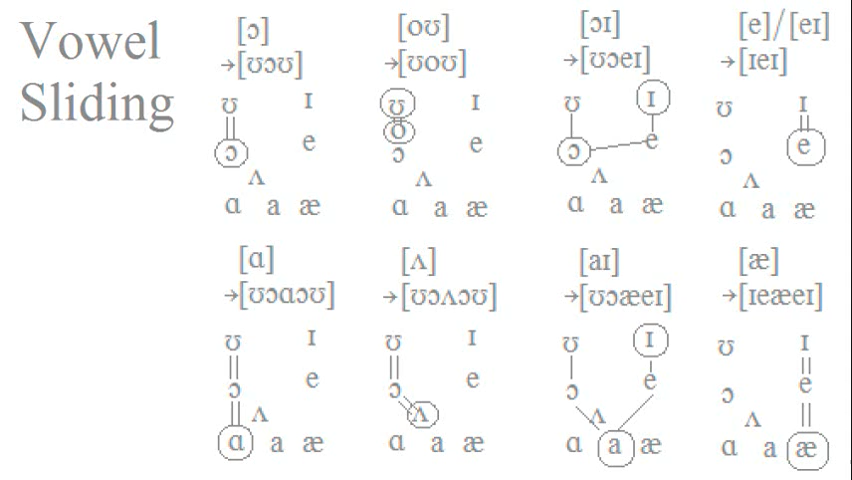 Vowel
Sliding
[ɔ]
→[ʊɔʊ]
ʊ ɪ
ɔ e
ʌ
ɑ a æ
[oʊ]
→[ʊoʊ]
ʊ ɪ
o
ɔ e
ʌ
ɑ a æ
[ɔɪ]
→[ʊɔeɪ]
ʊ ɪ
ɔ e
ʌ
ɑ a æ
[e]/[eɪ]
→[ɪeɪ]
ʊ ɪ
ɔ e
ʌ
ɑ a æ
[ɑ]
→[ʊɔɑɔʊ]
ʊ ɪ
ɔ e
ʌ
ɑ a æ
[ʌ]
→[ʊɔʌɔʊ]
ʊ ɪ
ɔ e
ʌ
ɑ a æ
[aɪ]
→[ʊɔæeɪ]
ʊ ɪ
ɔ e
ʌ
ɑ a æ
[æ]
→[ɪeæeɪ]
ʊ ɪ
ɔ e
ʌ
ɑ a æ